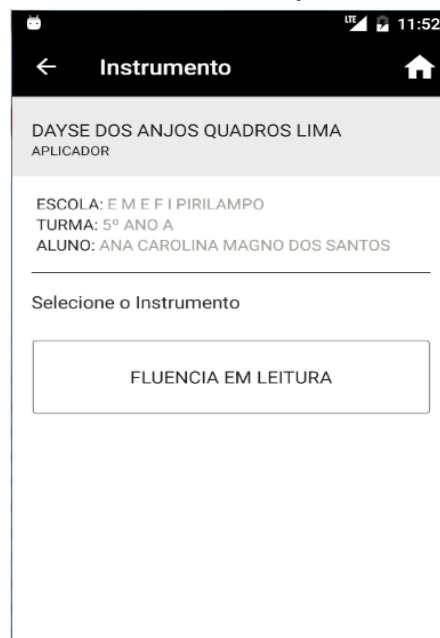 LTE 11:52
Instrumento
DAYSE DOS ANJOS QUADROS LIMA
APLICADOR
ESCOLA: E M E F I PIRILAMPO
TURMA: 5º ANO A
ALUNO: ANA CAROLINA MAGNO DOS SANTOS
Selecione o Instrumento
FLUENCIA EM LEITURA